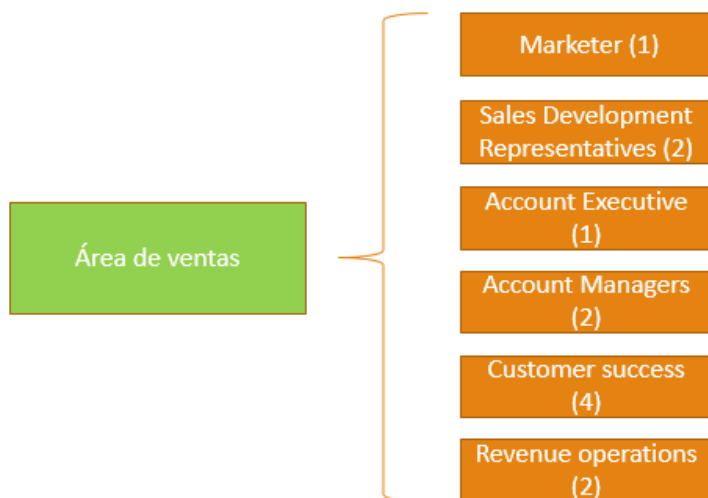 Marketer (1)
Sales Development
Representatives (2)
Account Executive
(1)
Área de ventas
Account Managers
(2)
Customer success
(4)
Revenue operations
(2)